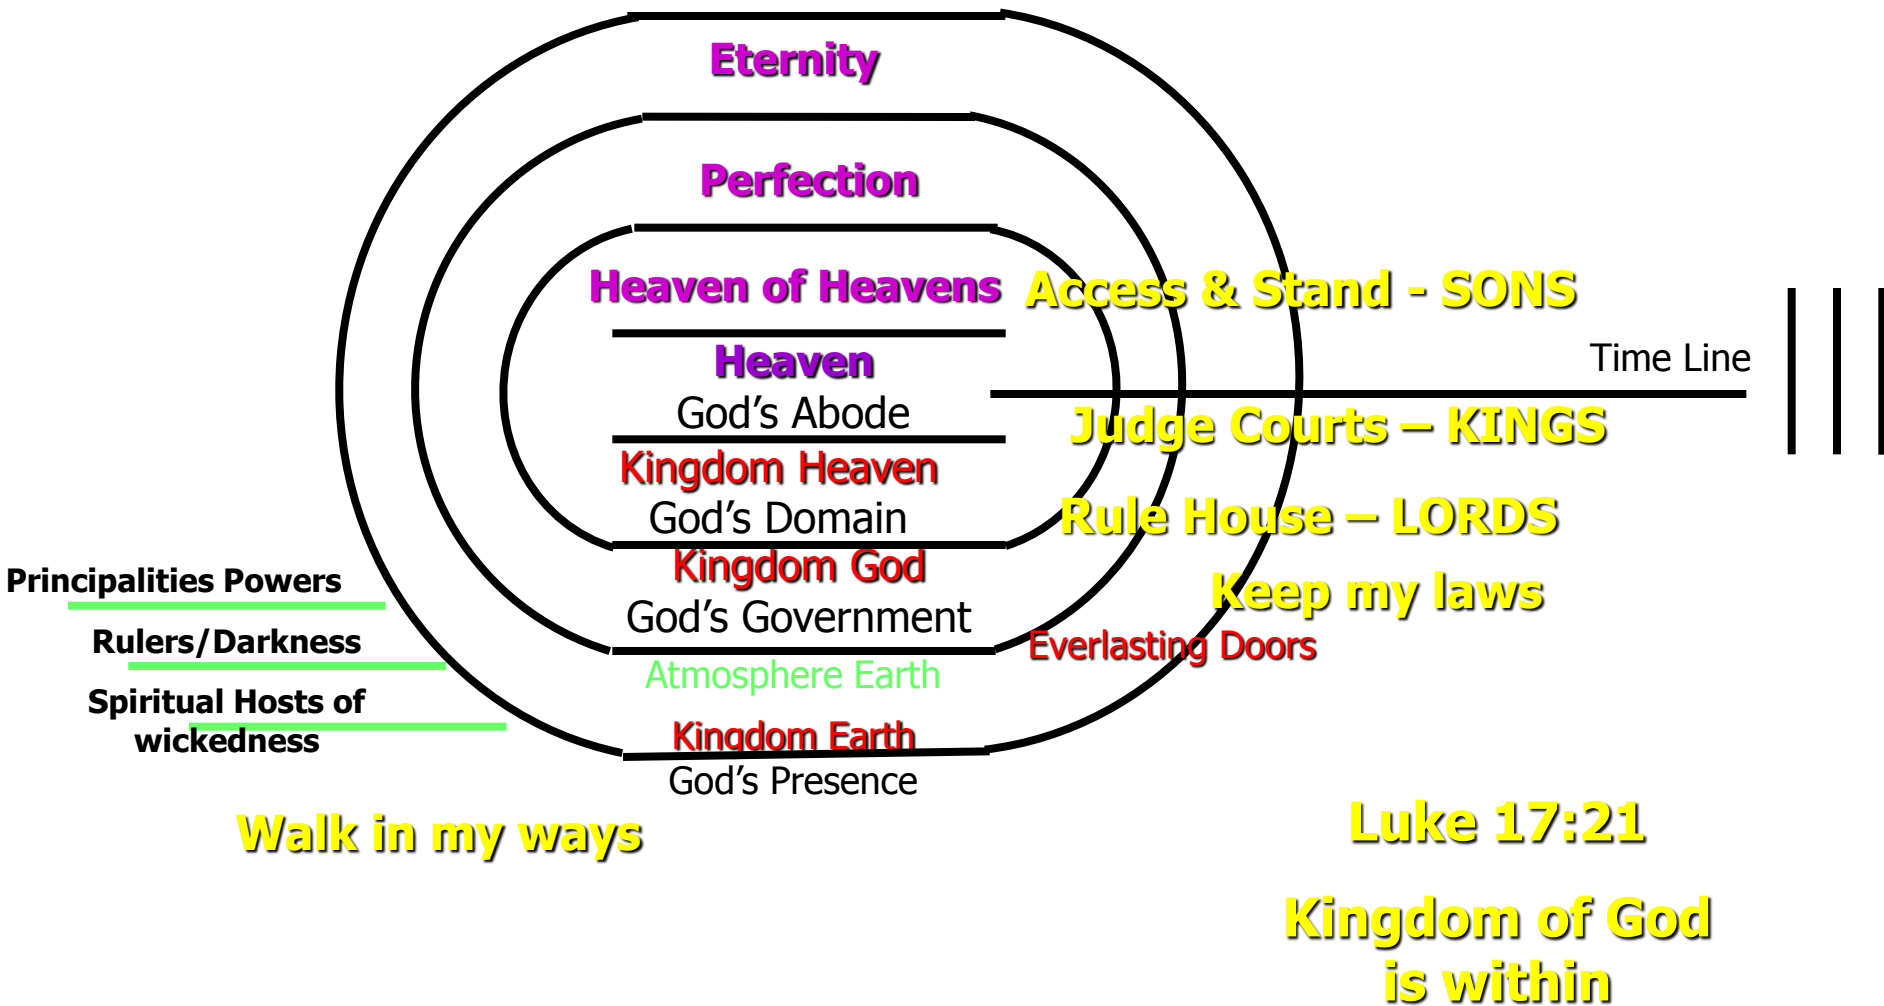 Eternity
Perfection
Heaven of Heavens
Access & Stand - SONS
Time Line
Heaven
God’s Abode
Judge Courts – KINGS
Kingdom Heaven
God’s Domain
Rule House – LORDS
Kingdom God
God’s Government
Keep my laws
Principalities Powers
Rulers/Darkness
Spiritual Hosts of
wickedness
Everlasting Doors
Atmosphere Earth
Kingdom Earth
God’s Presence
Walk in my ways
Luke 17:21
Kingdom of God
is within